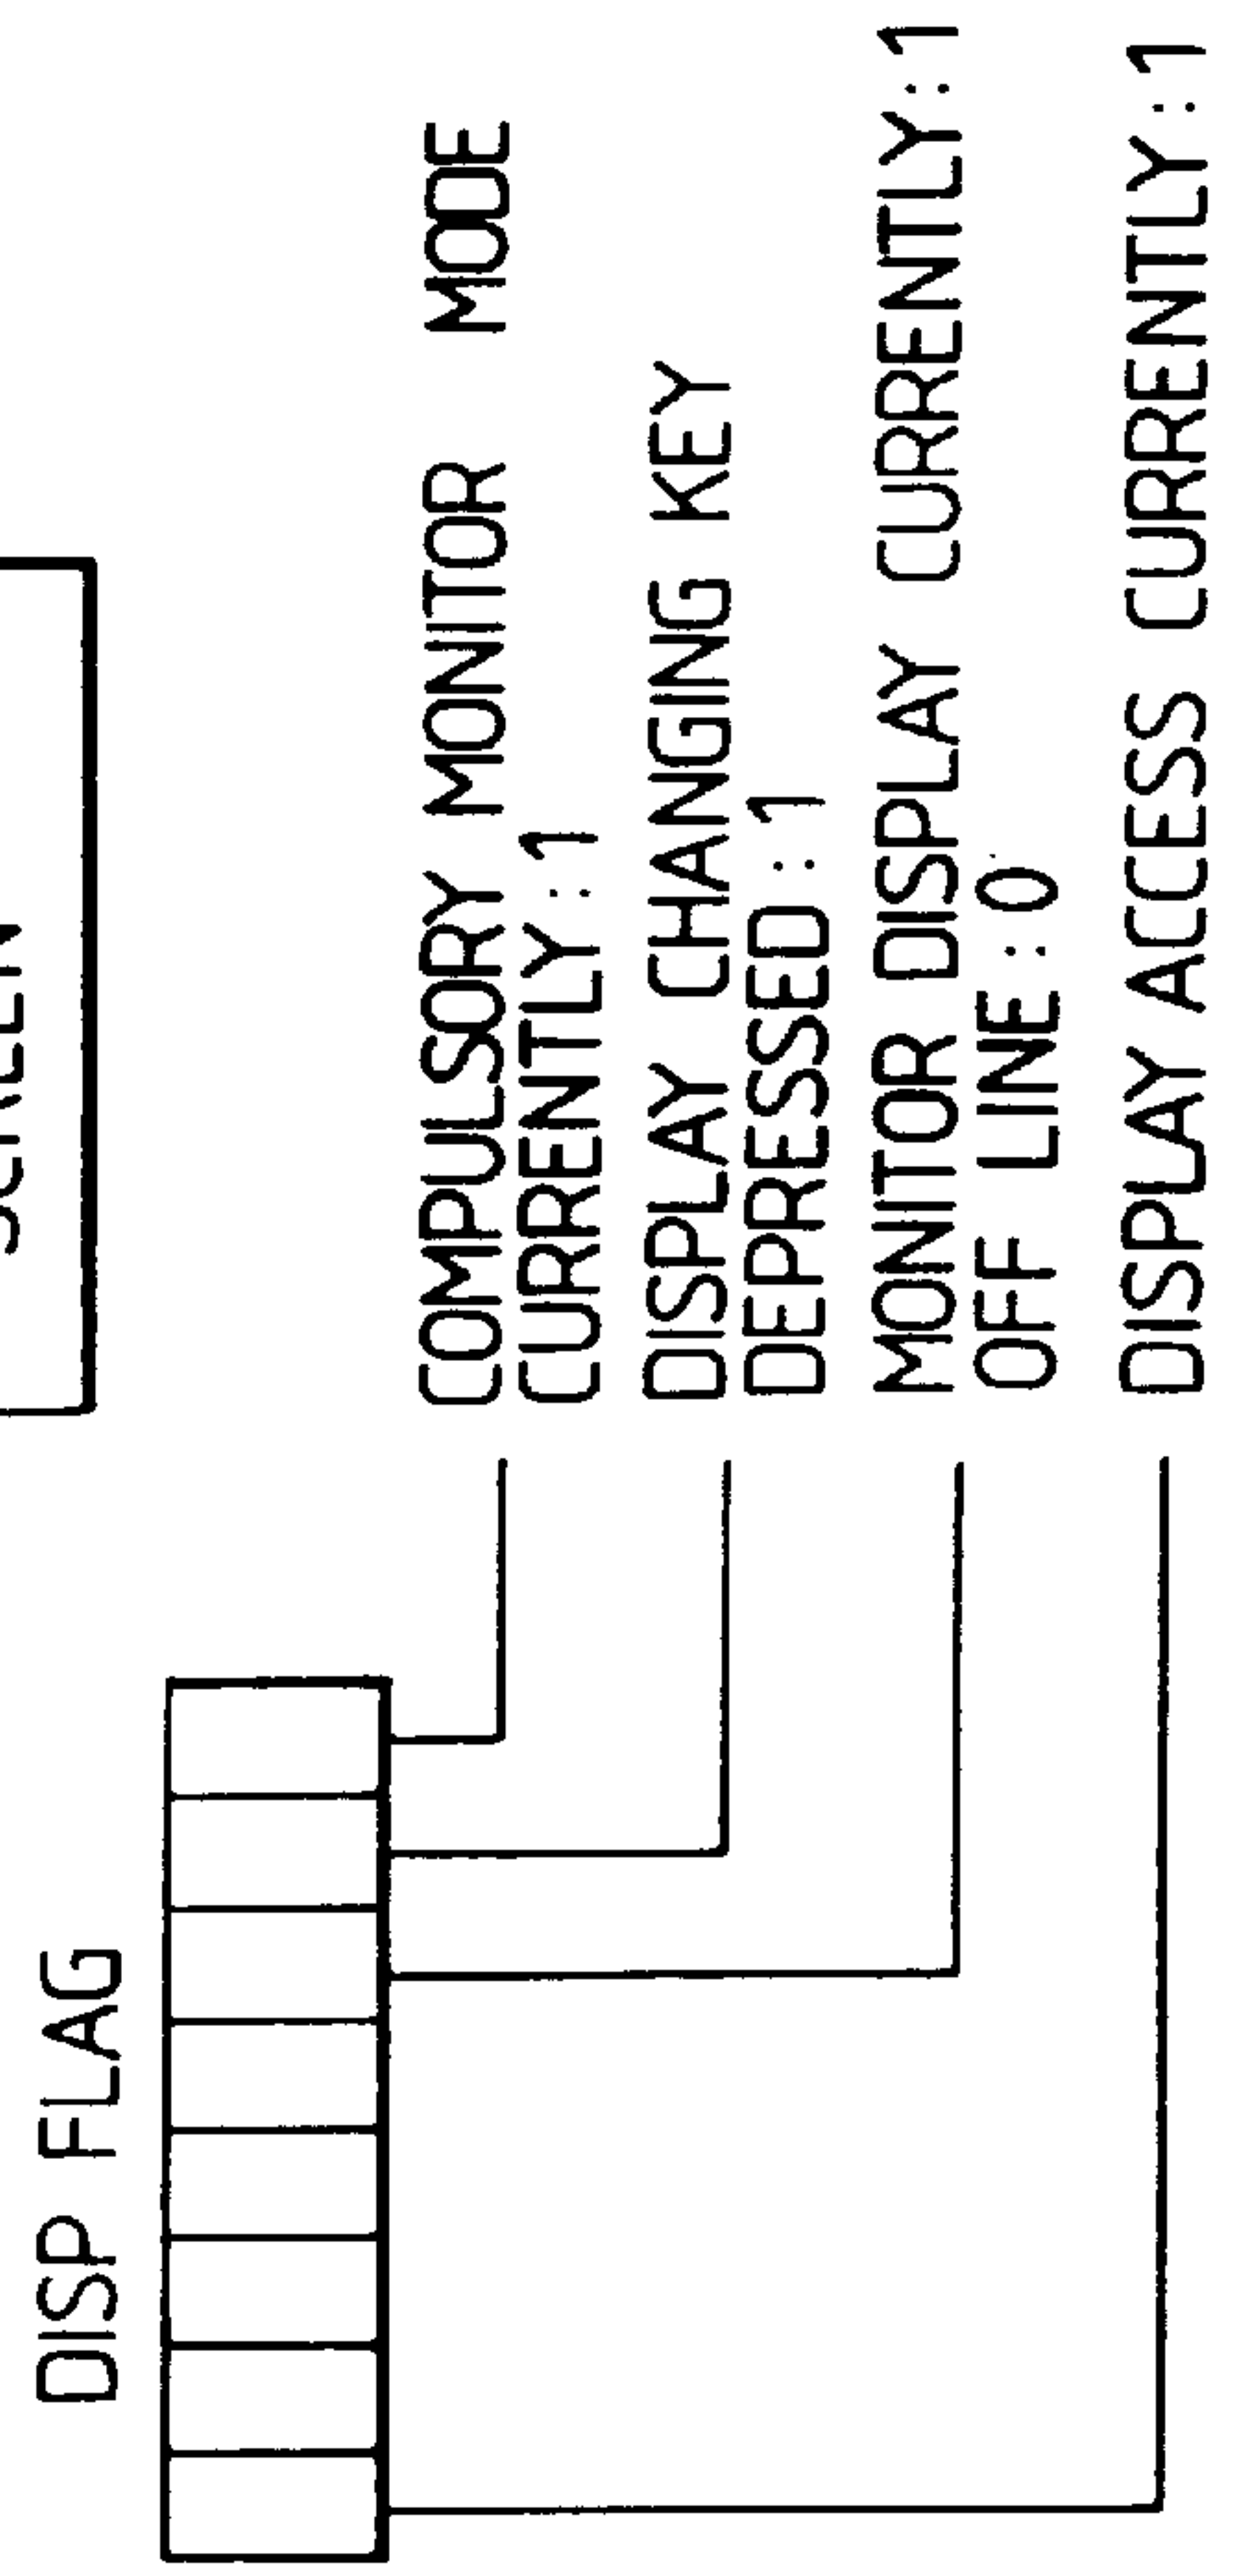 DISP FLAG
COMPULSORY MONITOR MODE
CURRENTLY:1
DISPLAY CHANGING KEY
DEPRESSED:1
MONITOR DISPLAY CURRENTLY:1
OFF LINE:0
DISPLAY ACCESS CURRENTLY:1